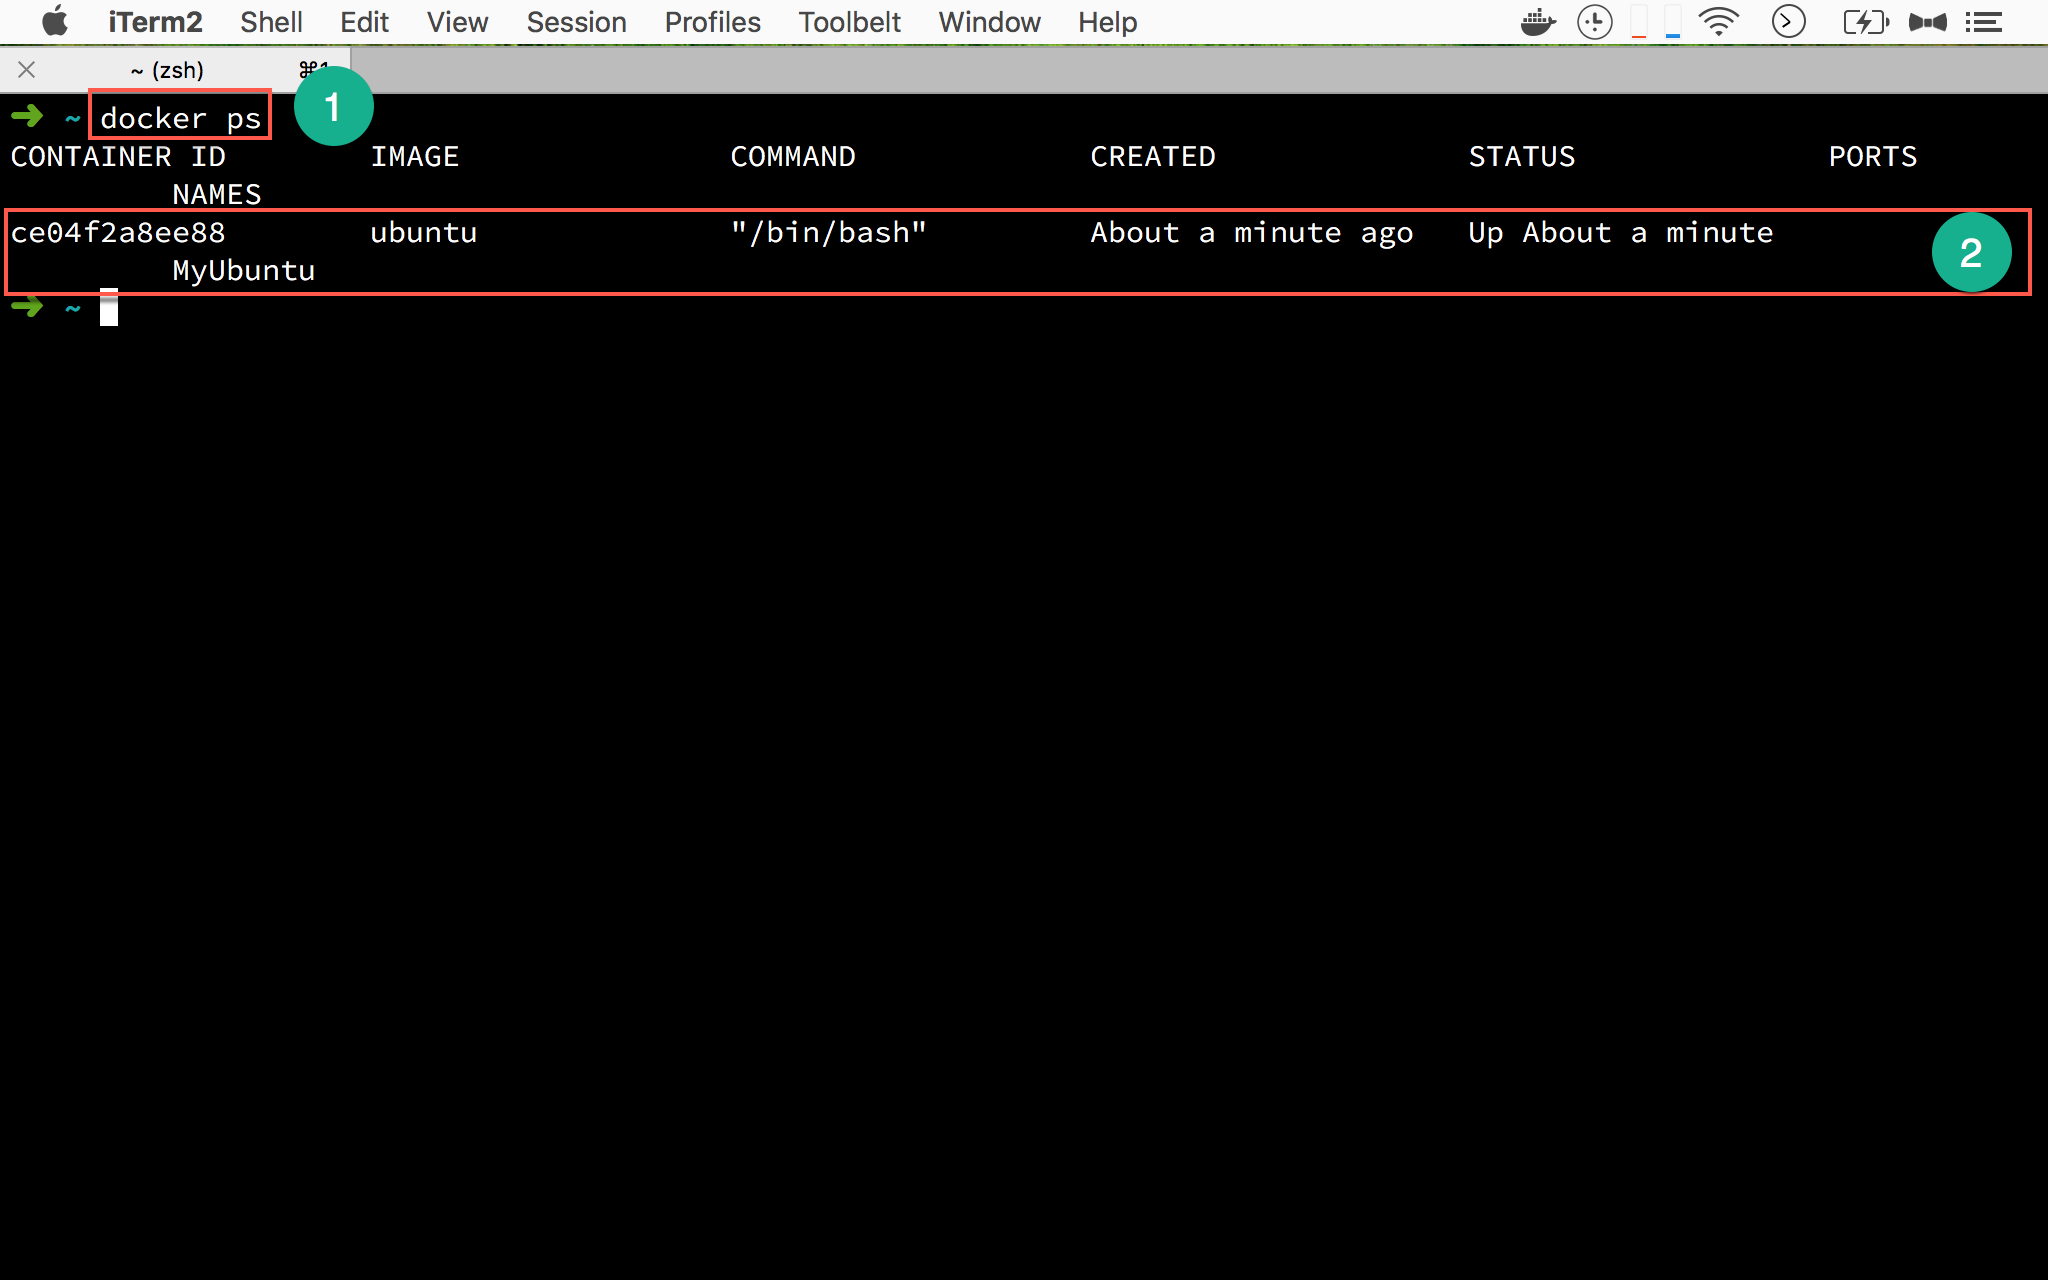 iTerm2 Shell Edit View Session Profiles Toolbelt Window Help
~ (zsh) ⌘1
➜ ~ docker ps 1
CONTAINER ID IMAGE COMMAND CREATED STATUS PORTS
NAMES
ce04f2a8ee88 ubuntu "/bin/bash" About a minute ago Up About a minute 2
MyUbuntu
➜ ~